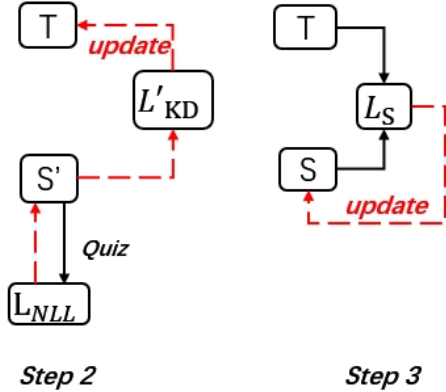 T
update
L'KD
S'
Quiz
LNLL
Step 2
T
LS
S
update
Step 3